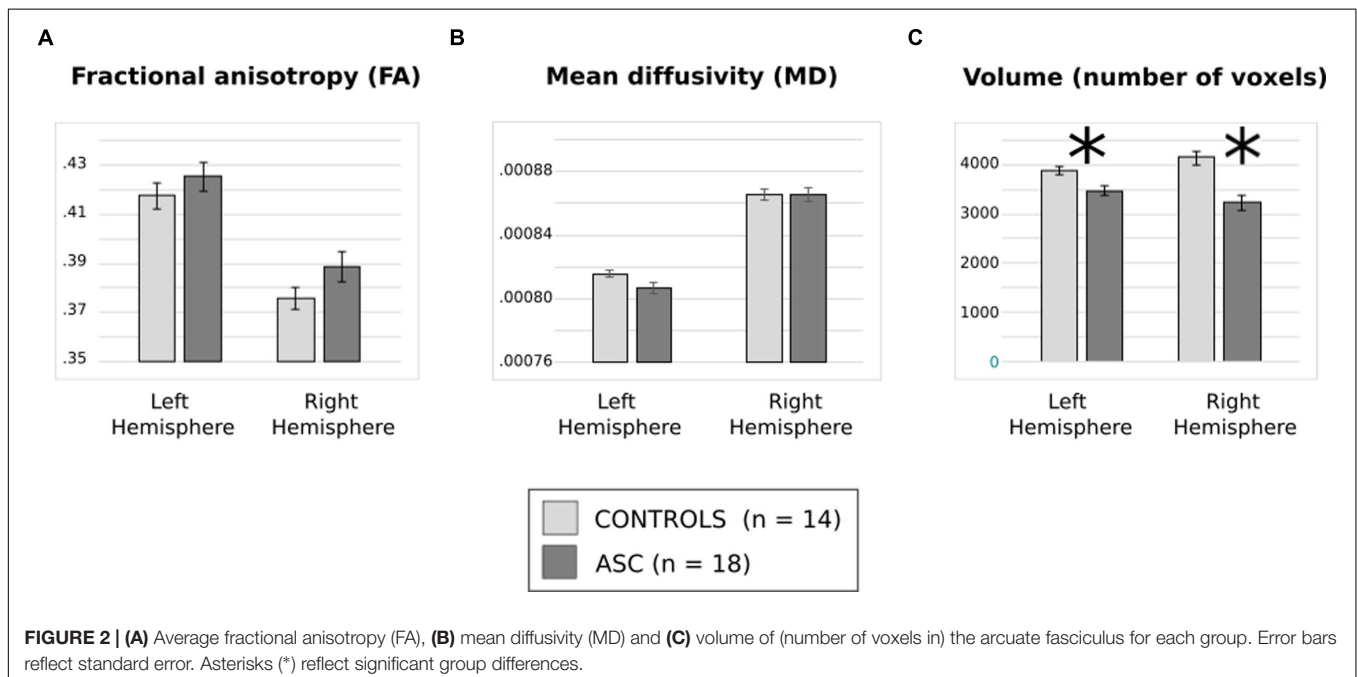 A
B
C
Fractional anisotropy (FA)
Mean diffusivity (MD)
Volume (number of voxels)
.43
.41
.39
.37
.35
Left
Hemisphere
Right
Hemisphere
.00088
.00084
.00080
.00076
Left
Hemisphere
Right
Hemisphere
4000
3000
2000
1000
0
*
*
Left
Hemisphere
Right
Hemisphere
CONTROLS (n = 14)
ASC (n = 18)
FIGURE 2 | (A) Average fractional anisotropy (FA), (B) mean diffusivity (MD) and (C) volume of (number of voxels in) the arcuate fasciculus for each group. Error bars
reflect standard error. Asterisks (*) reflect significant group differences.